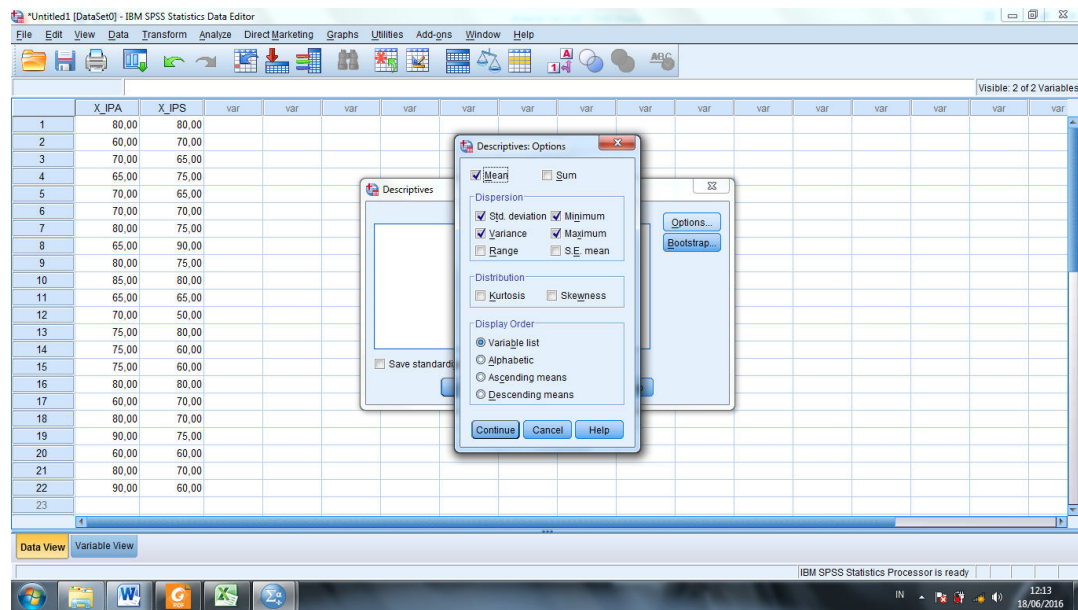 *Untitled1 [DataSet0] - IBM SPSS Statistics Data Editor
File Edit View Data Transform Analyze Direct Marketing Graphs Utilities Add-ons Window Help
Visible: 2 of 2 Variables
X_IPA X_IPS var var var var var var var var var var var var var
1 80,00 80,00
2 60,00 70,00
3 70,00 65,00
4 65,00 75,00
5 70,00 65,00
6 70,00 70,00
7 80,00 75,00
8 65,00 90,00
9 80,00 75,00
10 85,00 80,00
11 65,00 65,00
12 70,00 50,00
13 75,00 80,00
14 75,00 60,00
15 75,00 60,00
16 80,00 80,00
17 60,00 70,00
18 80,00 70,00
19 90,00 75,00
20 60,00 60,00
21 80,00 70,00
22 90,00 60,00
23
Descriptives
Options...
Bootstrap...
Save standardi
Descriptives: Options
Mean Sum
Dispersion
Std. deviation Minimum
Variance Maximum
Range S.E. mean
Distribution
Kurtosis Skewness
Display Order
Variable list
Alphabetic
Ascending means
Descending means
Continue Cancel Help
Data View Variable View
IBM SPSS Statistics Processor is ready
IN 12:13
18/06/2016